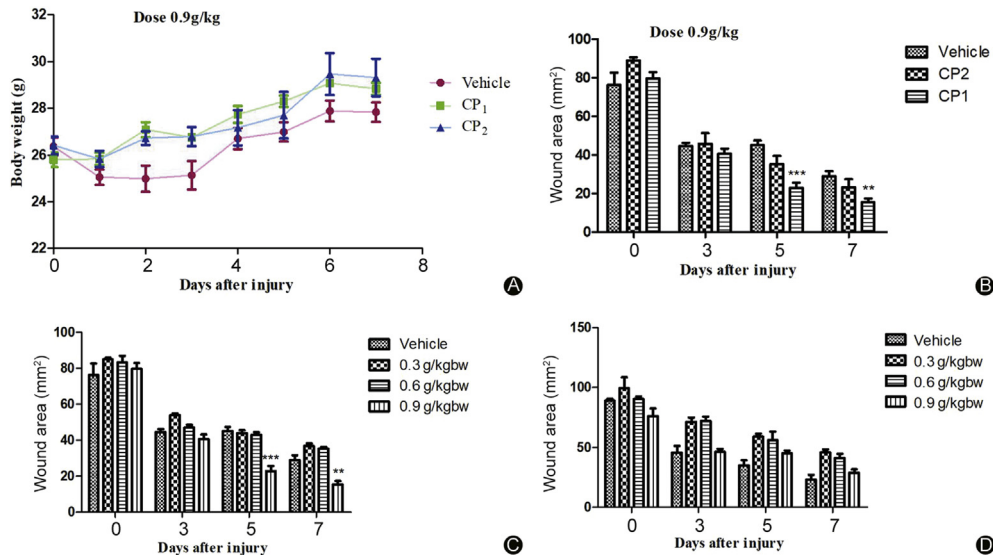 Dose 0.9g/kg
32
30
28
26
24
22
Body weight (g)
0
2
4
6
8
Days after injury
Vehicle
CP1
CP2
A
Dose 0.9g/kg
100
80
60
40
20
0
Wound area (mm²)
***
**
0
3
5
7
Days after injury
Vehicle
CP2
CP1
B
100
80
60
40
20
0
Wound area (mm²)
***
**
0
3
5
7
Days after injury
Vehicle
0.3 g/kgbw
0.6 g/kgbw
0.9 g/kgbw
C
150
100
50
0
Wound area (mm²)
0
3
5
7
Days after injury
Vehicle
0.3 g/kgbw
0.6 g/kgbw
0.9 g/kgbw
D